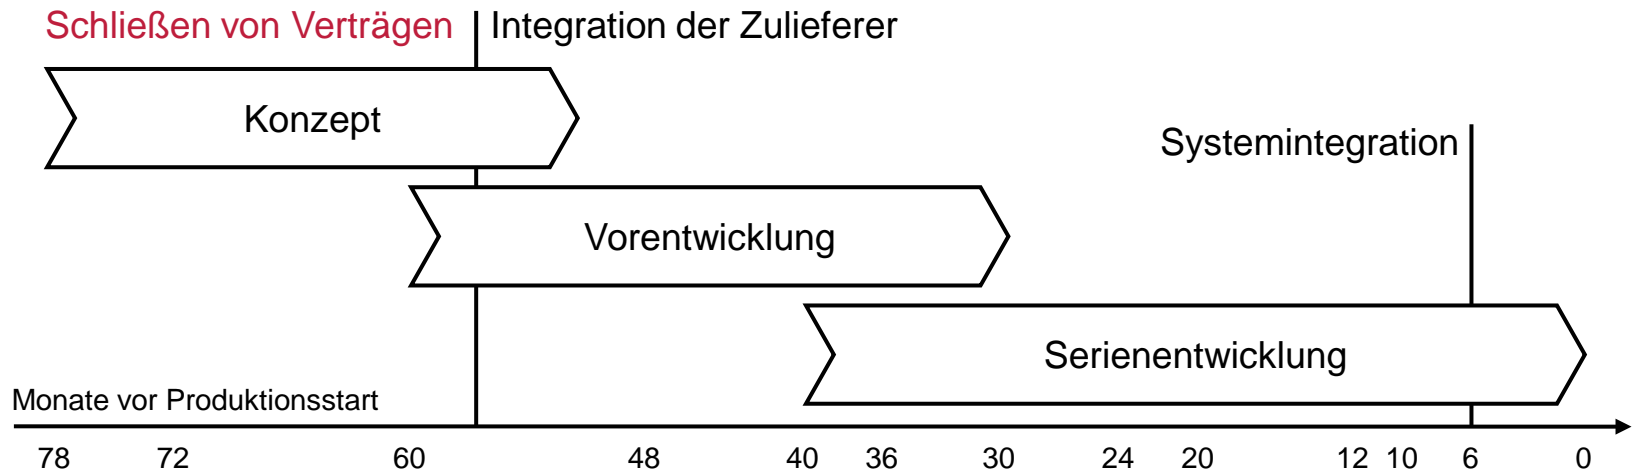 Schließen von Verträgen Integration der Zulieferer
Konzept
Systemintegration
Vorentwicklung
Serienentwicklung
Monate vor Produktionsstart
78 72 60 48 40 36 30 24 20 12 10 6 0